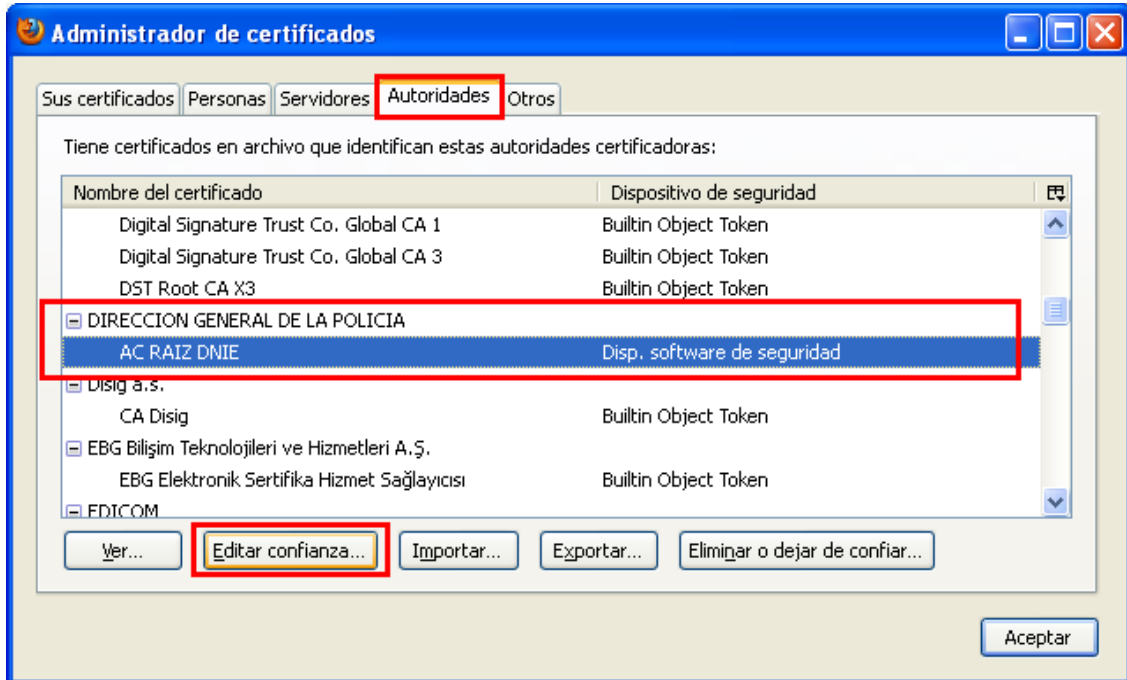 Administrador de certificados
Sus certificados Personas Servidores Autoridades Otros
Tiene certificados en archivo que identifican estas autoridades certificadoras:
Nombre del certificado Dispositivo de seguridad
Digital Signature Trust Co. Global CA 1 Builtin Object Token
Digital Signature Trust Co. Global CA 3 Builtin Object Token
DST Root CA X3 Builtin Object Token
DIRECCION GENERAL DE LA POLICIA
AC RAIZ DNIE Disp. software de seguridad
Disig a.s.
CA Disig Builtin Object Token
EBG Bilişim Teknolojileri ve Hizmetleri A.Ş.
EBG Elektronik Sertifika Hizmet Sağlayıcısı Builtin Object Token
EDICOM
Ver... Editar confianza... Importar... Exportar... Eliminar o dejar de confiar...
Aceptar